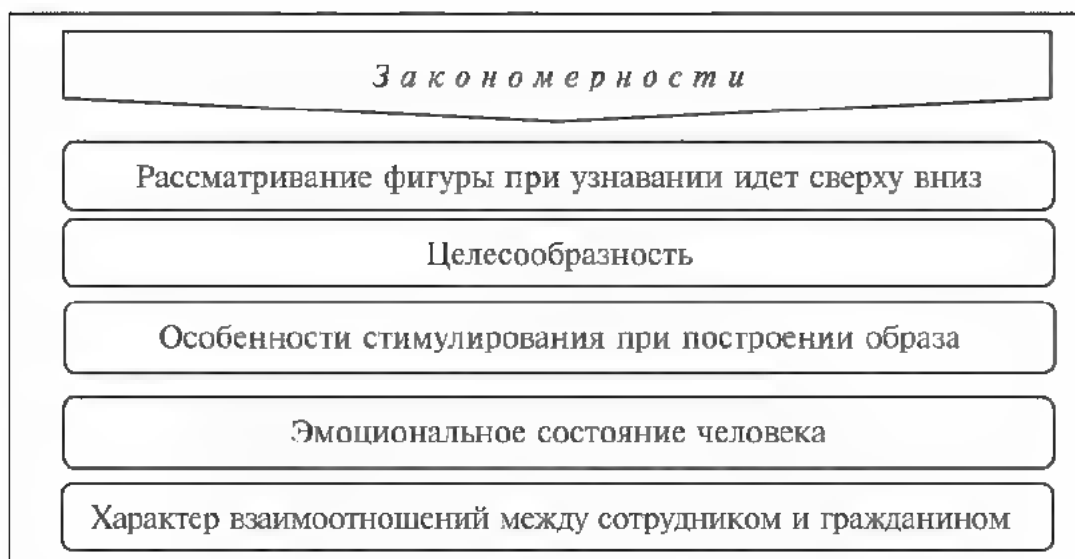 Закономерности
Рассматривание фигуры при узнавании идет сверху вниз
Целесообразность
Особенности стимулирования при построении образа
Эмоциональное состояние человека
Характер взаимоотношений между сотрудником и гражданином